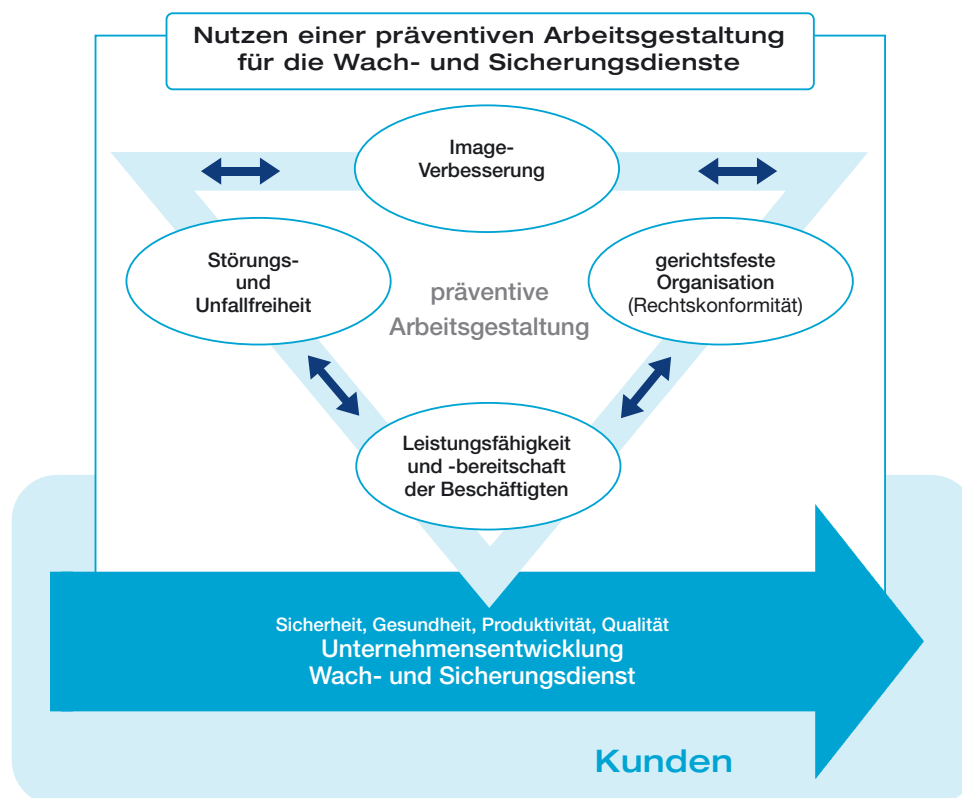 Nutzen einer präventiven Arbeitsgestaltung
für die Wach- und Sicherungsdienste
Image-
Verbesserung
Störungs-
und
Unfallfreiheit
präventive
Arbeitsgestaltung
gerichtsfeste
Organisation
(Rechtskonformität)
Leistungsfähigkeit
und -bereitschaft
der Beschäftigten
Sicherheit, Gesundheit, Produktivität, Qualität
Unternehmensentwicklung
Wach- und Sicherungsdienst
Kunden